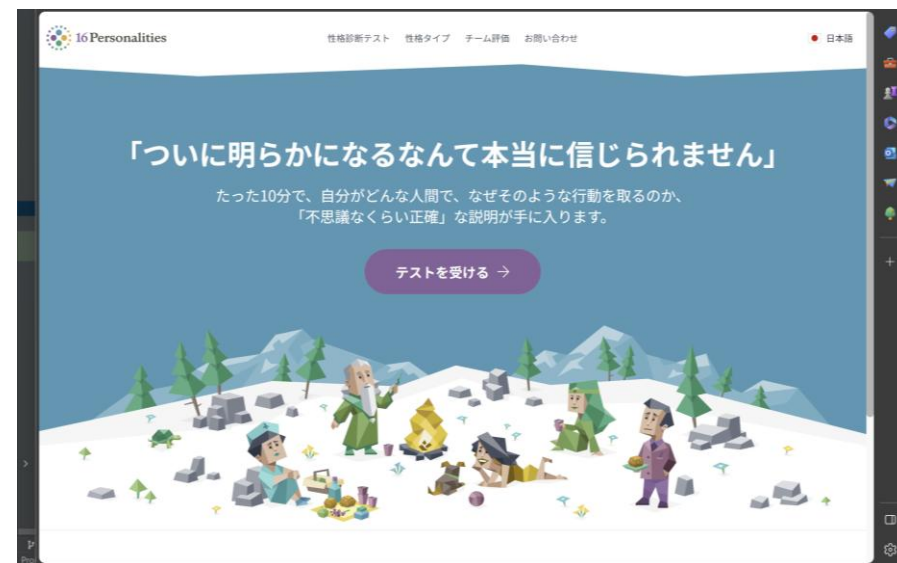 16Personalities
性格診断テスト 性格タイプ チーム評価 お問い合わせ
日本語
「ついに明らかになるなんて本当に信じられません」
たった10分で、自分がどんな人間で、なぜそのような行動を取るのか、
「不思議なくらい正確」な説明が手に入ります。
テストを受ける →